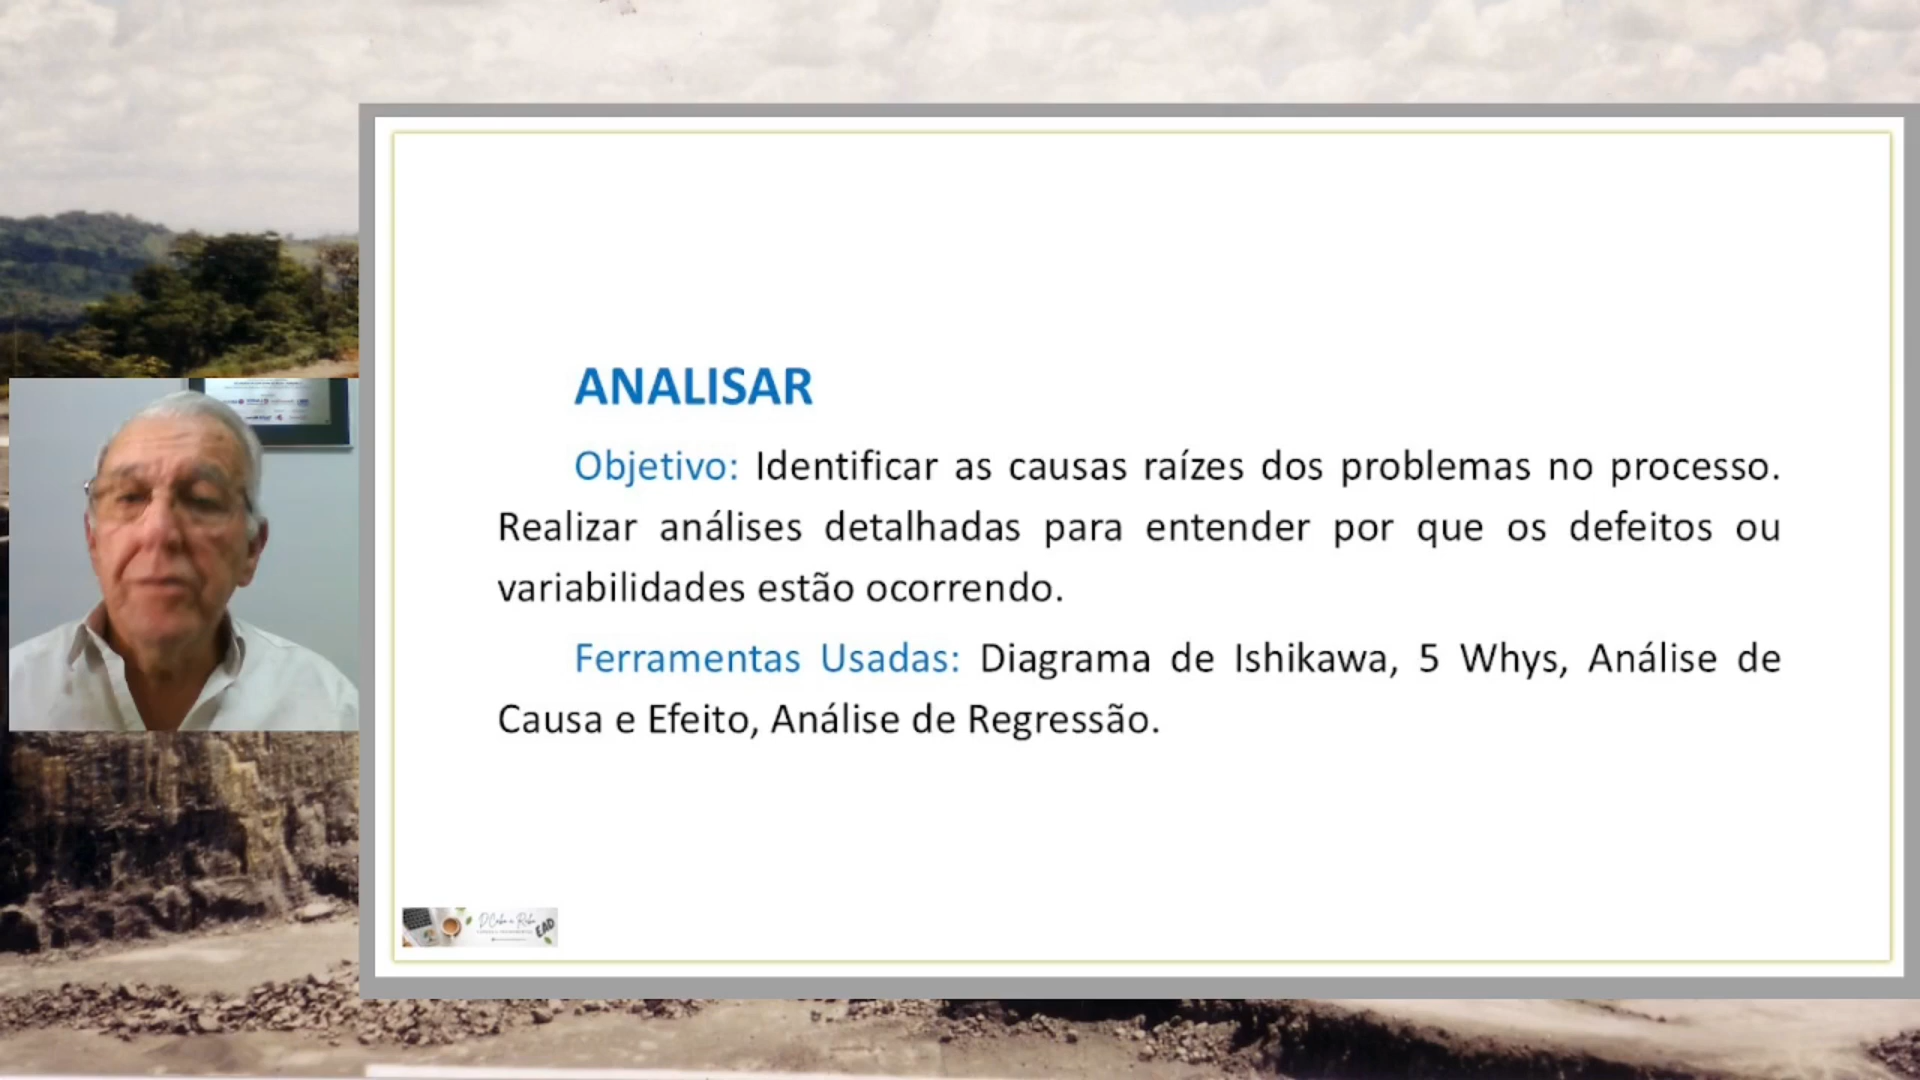 ANALISAR
Objetivo: Identificar as causas raízes dos problemas no processo.
Realizar análises detalhadas para entender por que os defeitos ou
variabilidades estão ocorrendo.
Ferramentas Usadas: Diagrama de Ishikawa, 5 Whys, Análise de
Causa e Efeito, Análise de Regressão.
EAD